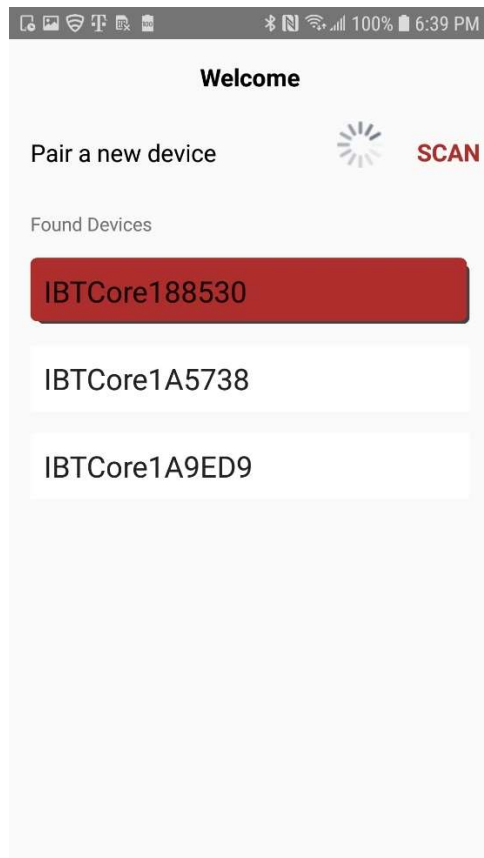 100% 6:39 PM
Welcome
Pair a new device SCAN
Found Devices
IBTCore188530
IBTCore1A5738
IBTCore1A9ED9